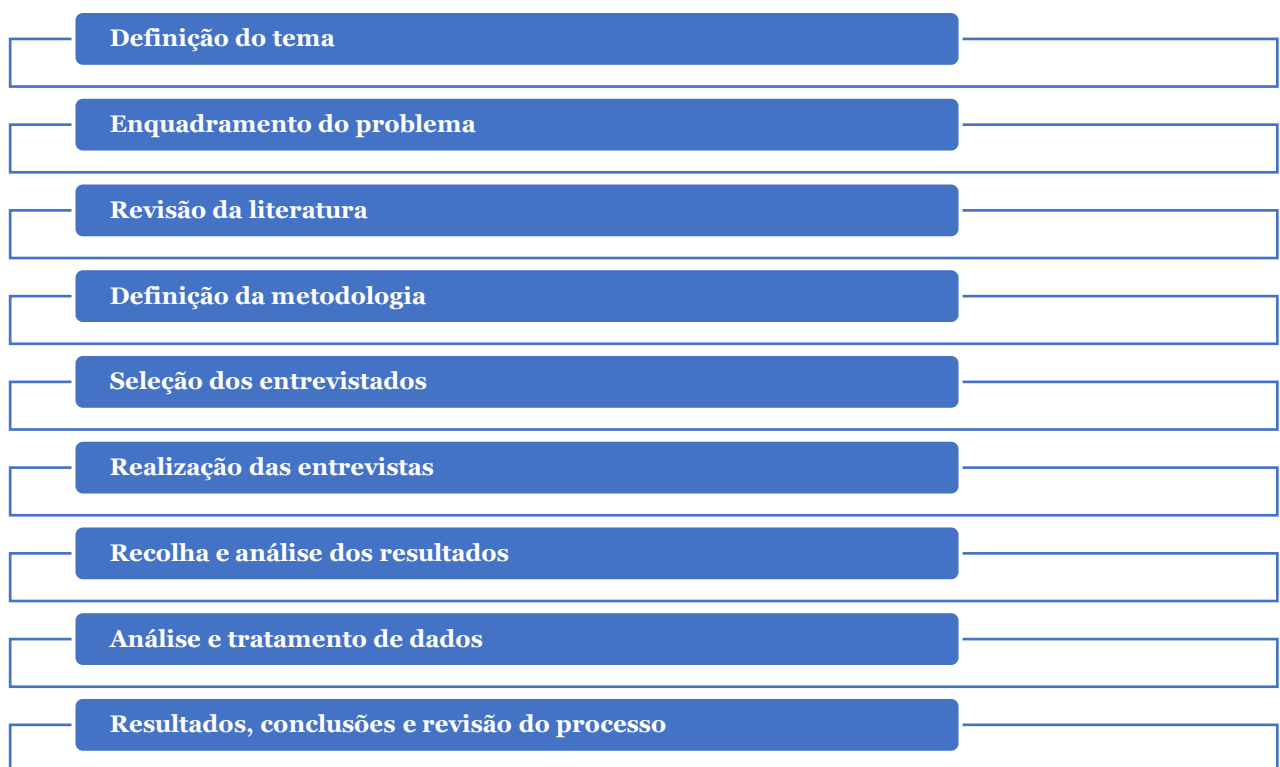 Definição do tema
Enquadramento do problema
Revisão da literatura
Definição da metodologia
Seleção dos entrevistados
Realização das entrevistas
Recolha e análise dos resultados
Análise e tratamento de dados
Resultados, conclusões e revisão do processo